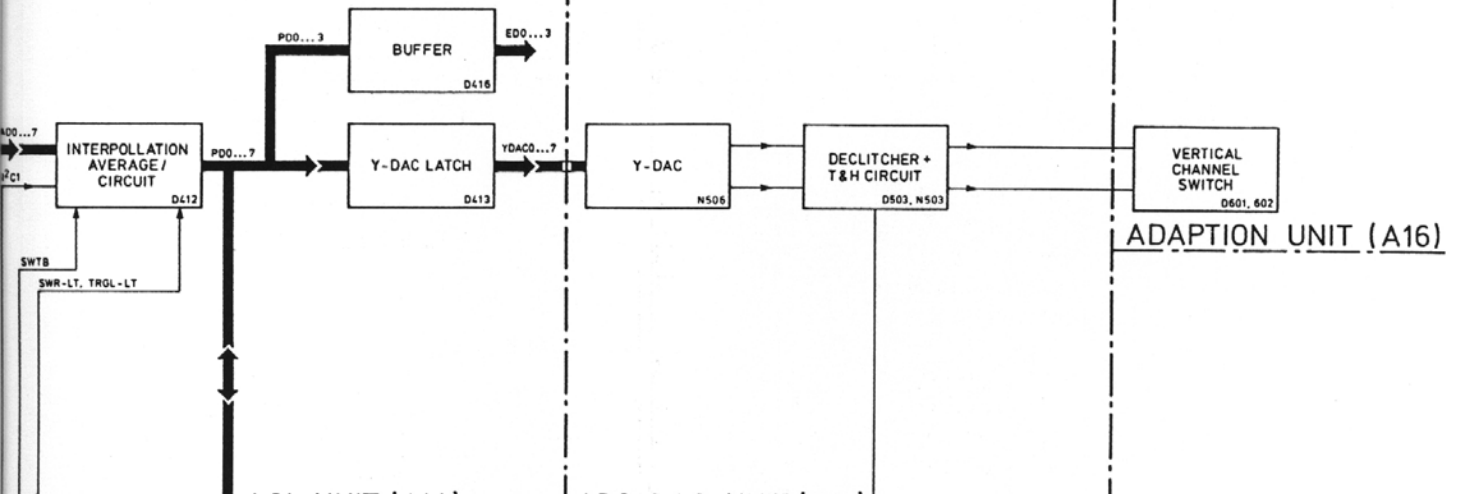 PD0...3
BUFFER
D416
ED0...3
AD0...7
I²C1
INTERPOLLATION
AVERAGE/
CIRCUIT
D412
PD0...7
Y-DAC LATCH
D413
YDAC0...7
Y-DAC
N506
DECLITCHER +
T&H CIRCUIT
D503, N503
VERTICAL
CHANNEL
SWITCH
D601, 602
ADAPTION UNIT (A16)
SWTB
SWR-LT, TRGL-LT